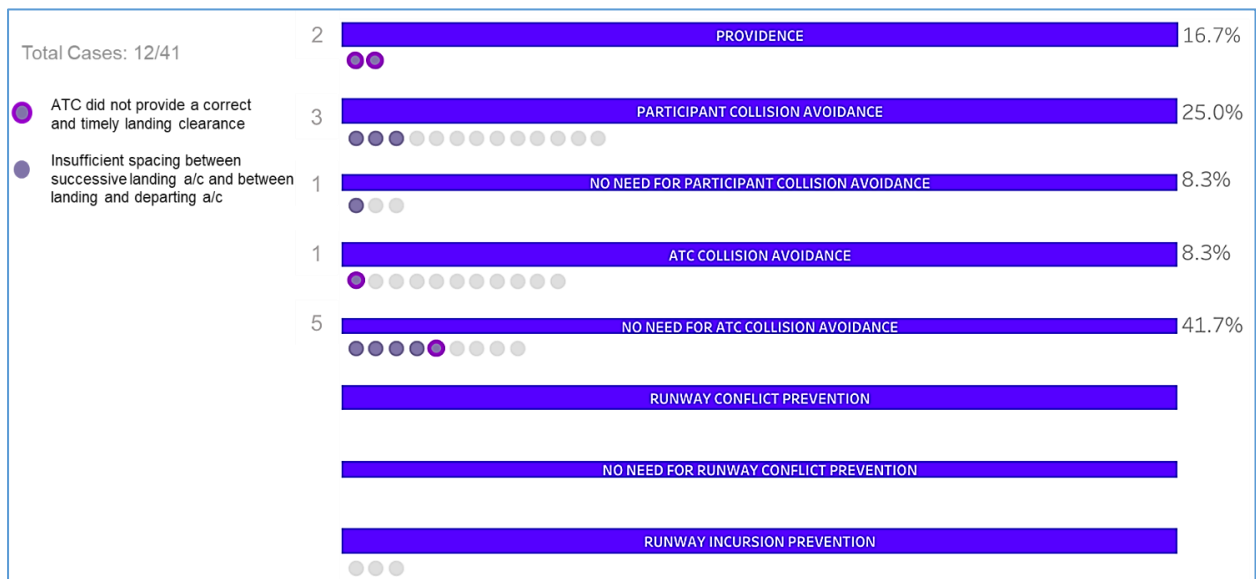 Total Cases: 12/41
ATC did not provide a correct
and timely landing clearance
Insufficient spacing between
successive landing a/c and between
landing and departing a/c
2 PROVIDENCE 16.7%
3 PARTICIPANT COLLISION AVOIDANCE 25.0%
1 NO NEED FOR PARTICIPANT COLLISION AVOIDANCE 8.3%
1 ATC COLLISION AVOIDANCE 8.3%
5 NO NEED FOR ATC COLLISION AVOIDANCE 41.7%
RUNWAY CONFLICT PREVENTION
NO NEED FOR RUNWAY CONFLICT PREVENTION
RUNWAY INCURSION PREVENTION